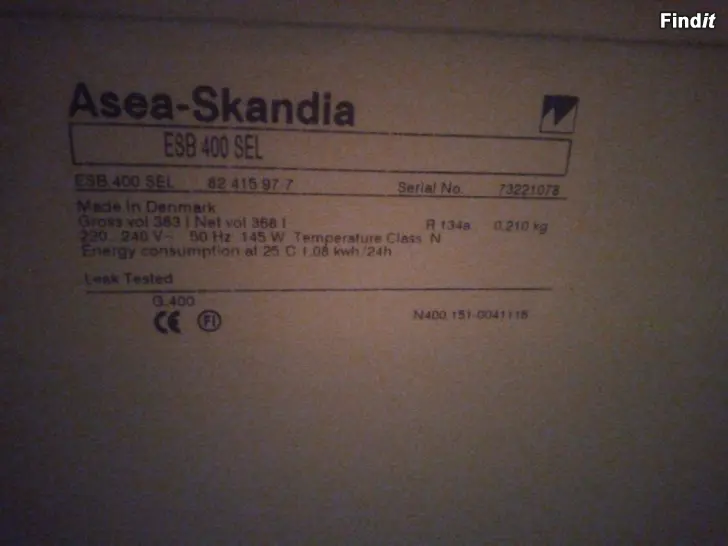 Findit
Asea-Skandia
ESB 400 SEL
ESB 400 SEL 82 415 97 7 Serial No. 73221078
Made in Denmark
Gross vol 383 l Net vol 368 l R 134a 0.210 kg
220...240 V~ 50 Hz 145 W Temperature Class N
Energy consumption at 25 C 1.08 kwh/24h
Leak Tested
G.400
CE FI
N400.151-0041116